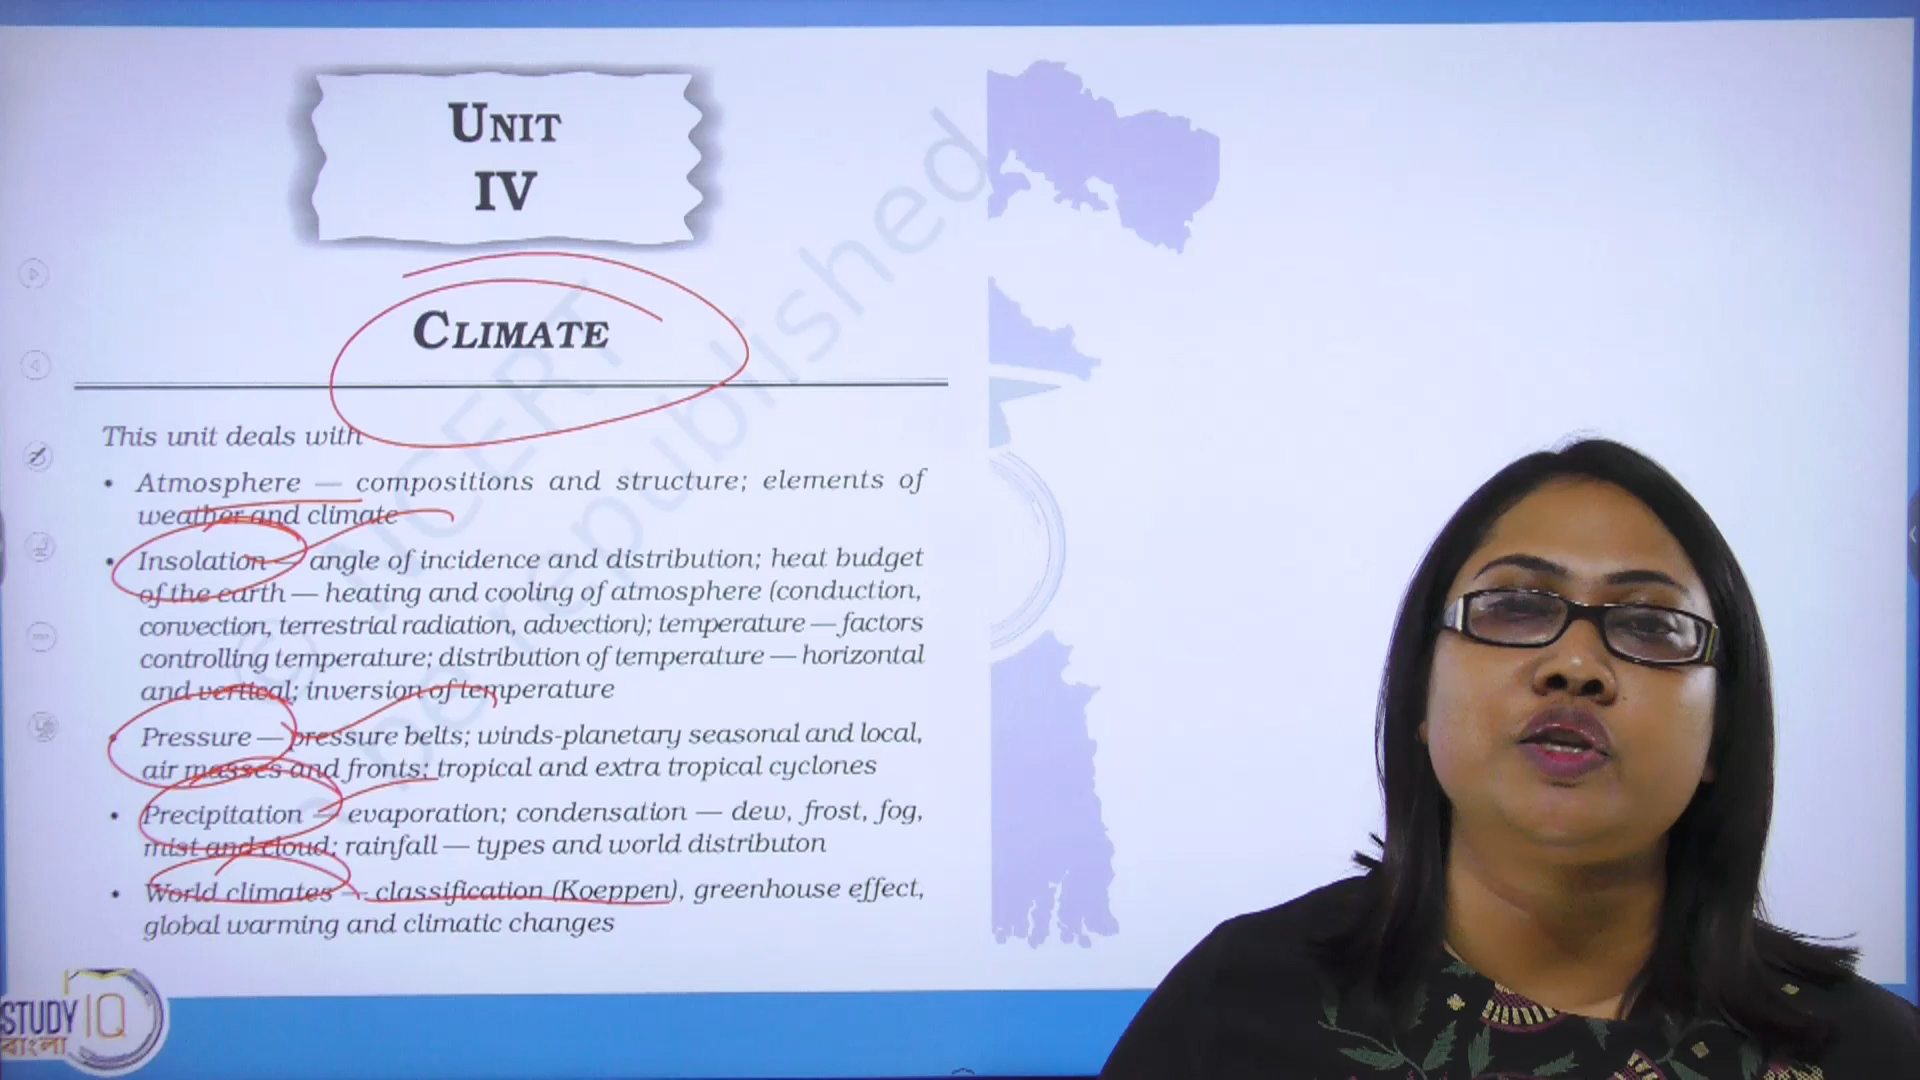 UNIT
IV
CLIMATE
This unit deals with
• Atmosphere — compositions and structure; elements of
weather and climate
• Insolation — angle of incidence and distribution; heat budget
of the earth — heating and cooling of atmosphere (conduction,
convection, terrestrial radiation, advection); temperature — factors
controlling temperature; distribution of temperature — horizontal
and vertical; inversion of temperature
• Pressure — pressure belts; winds-planetary seasonal and local,
air masses and fronts; tropical and extra tropical cyclones
• Precipitation — evaporation; condensation — dew, frost, fog,
mist and cloud; rainfall — types and world distributon
• World climates — classification (Koeppen), greenhouse effect,
global warming and climatic changes
© NCERT
be republished
STUDY IQ
বাংলা